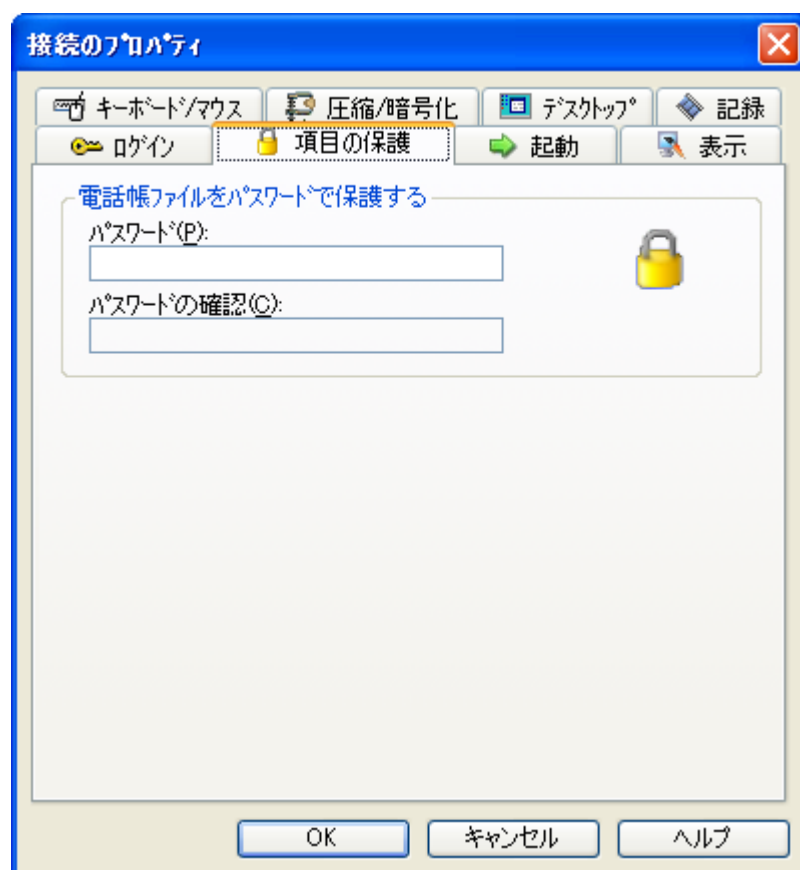 接続のﾌﾟﾛﾊﾟﾃｨ
キーボード/マウス 圧縮/暗号化 ﾃﾞｽｸﾄｯﾌﾟ 記録
ﾛｸﾞｲﾝ 項目の保護 起動 表示
電話帳ﾌｧｲﾙをﾊﾟｽﾜｰﾄﾞで保護する
ﾊﾟｽﾜｰﾄﾞ(P):
ﾊﾟｽﾜｰﾄﾞの確認(C):
OK キャンセル ヘルプ